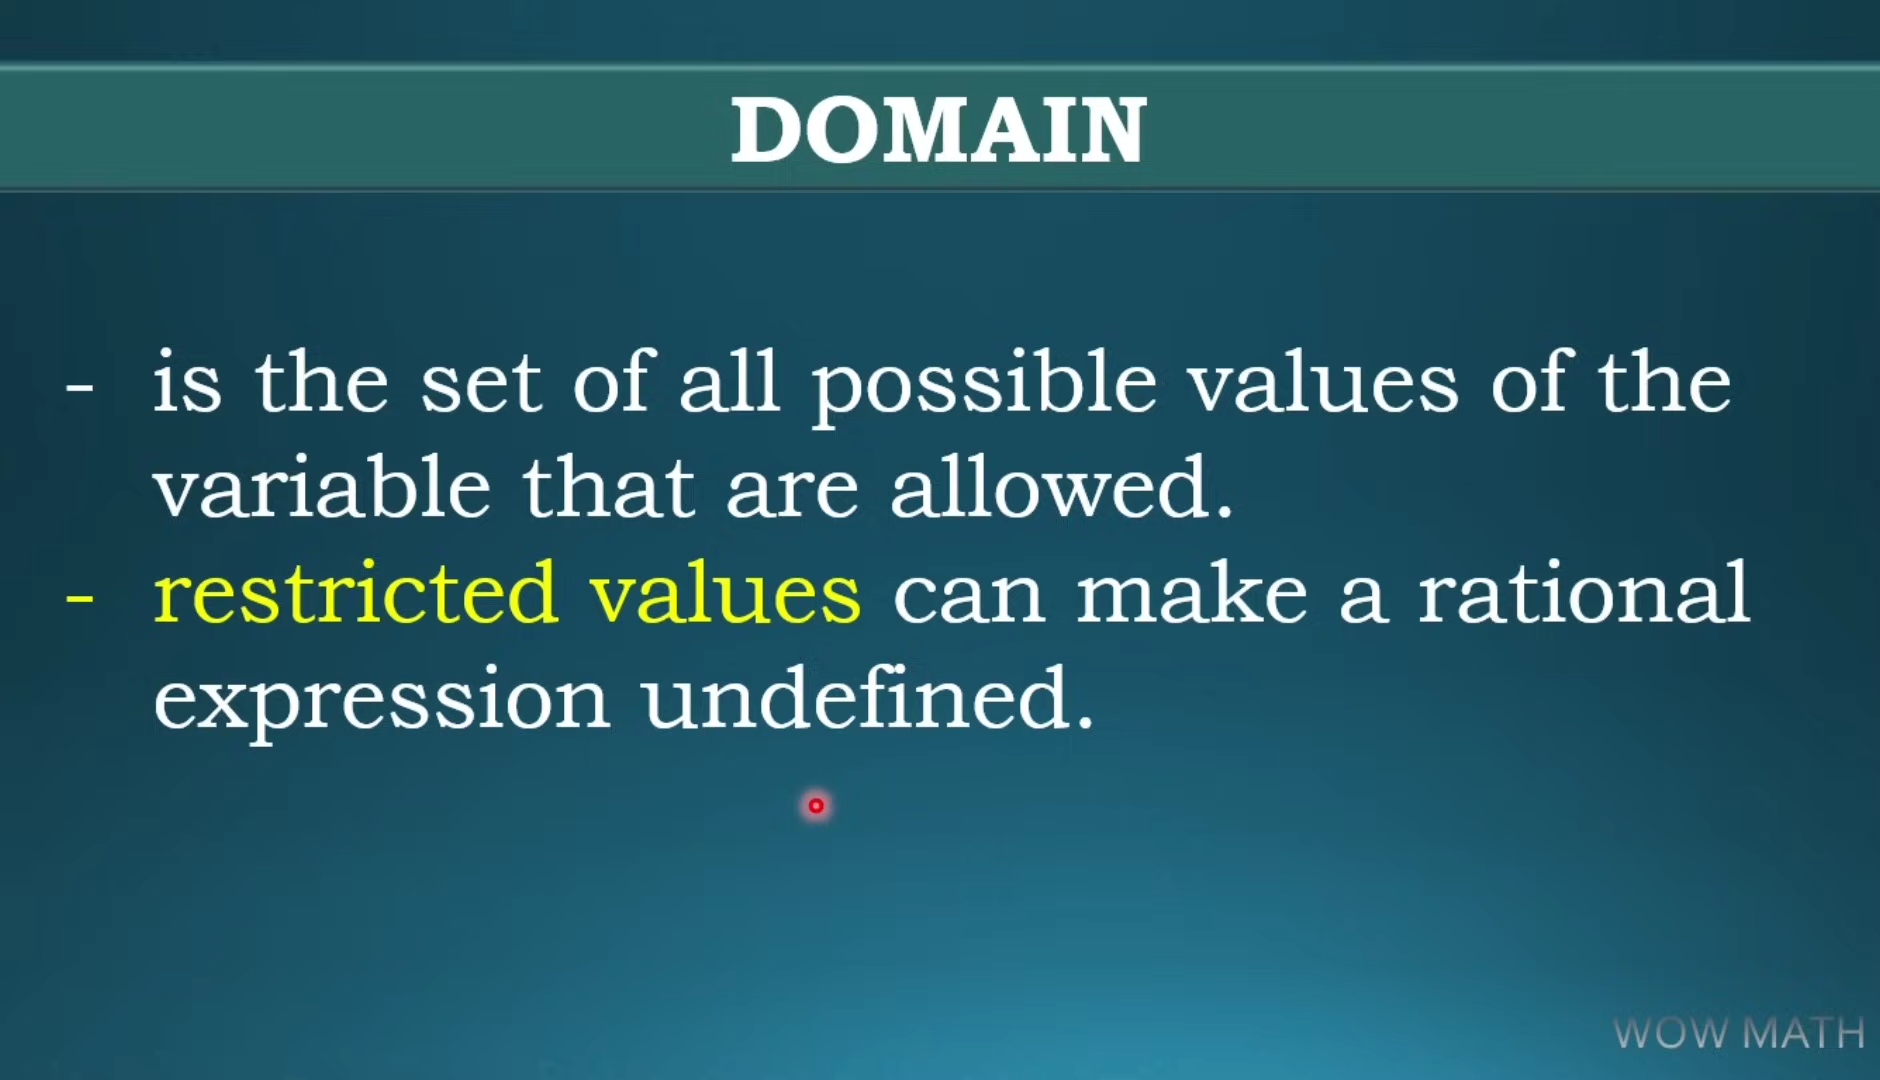 DOMAIN
- is the set of all possible values of the
variable that are allowed.
- restricted values can make a rational
expression undefined.
WOW MATH